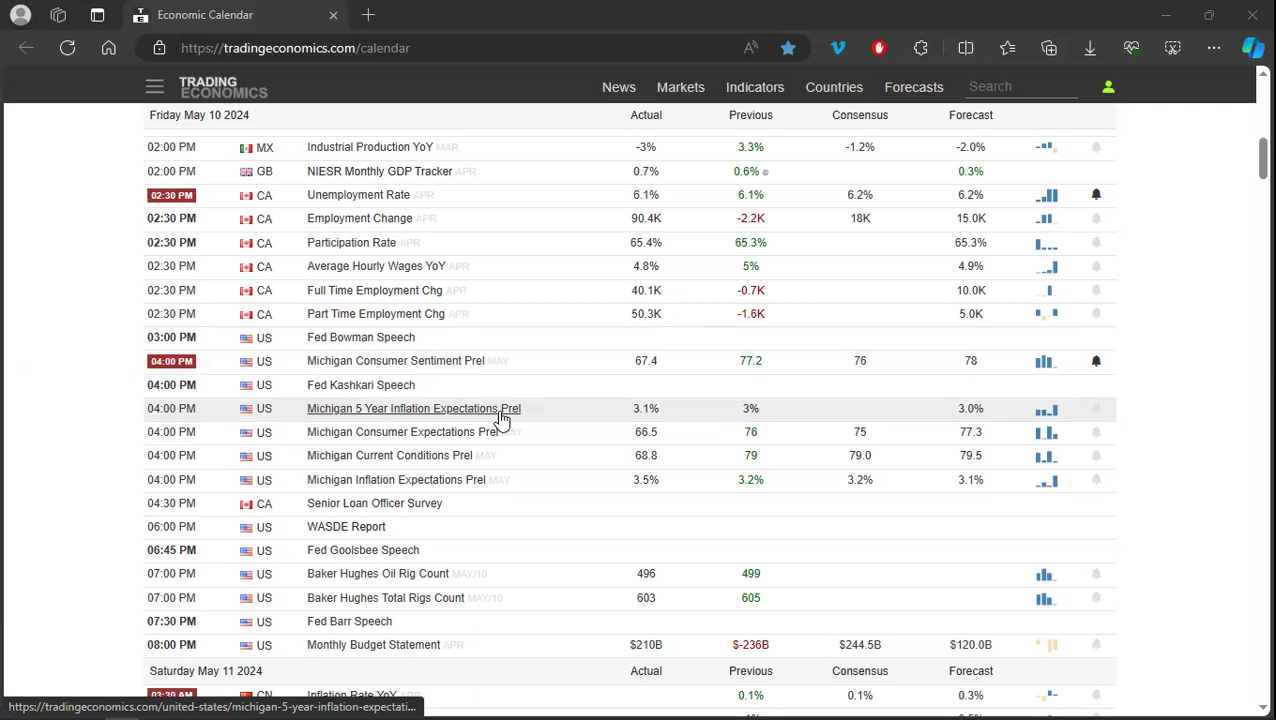 Economic Calendar
https://tradingeconomics.com/calendar
TRADING ECONOMICS News Markets Indicators Countries Forecasts Search
Friday May 10 2024 Actual Previous Consensus Forecast
02:00 PM MX Industrial Production YoY MAR -3% 3.3% -1.2% -2.0%
02:00 PM GB NIESR Monthly GDP Tracker APR 0.7% 0.6% 0.3%
02:30 PM CA Unemployment Rate APR 6.1% 6.1% 6.2% 6.2%
02:30 PM CA Employment Change APR 90.4K -2.2K 18K 15.0K
02:30 PM CA Participation Rate APR 65.4% 65.3% 65.3%
02:30 PM CA Average Hourly Wages YoY APR 4.8% 5% 4.9%
02:30 PM CA Full Time Employment Chg APR 40.1K -0.7K 10.0K
02:30 PM CA Part Time Employment Chg APR 50.3K -1.6K 5.0K
03:00 PM US Fed Bowman Speech
04:00 PM US Michigan Consumer Sentiment Prel MAY 67.4 77.2 76 78
04:00 PM US Fed Kashkari Speech
04:00 PM US Michigan 5 Year Inflation Expectations Prel 3.1% 3% 3.0%
04:00 PM US Michigan Consumer Expectations Prel MAY 66.5 76 75 77.3
04:00 PM US Michigan Current Conditions Prel MAY 68.8 79 79.0 79.5
04:00 PM US Michigan Inflation Expectations Prel MAY 3.5% 3.2% 3.2% 3.1%
04:30 PM CA Senior Loan Officer Survey
06:00 PM US WASDE Report
06:45 PM US Fed Goolsbee Speech
07:00 PM US Baker Hughes Oil Rig Count MAY/10 496 499
07:00 PM US Baker Hughes Total Rigs Count MAY/10 603 605
07:30 PM US Fed Barr Speech
08:00 PM US Monthly Budget Statement APR $210B $-236B $244.5B $120.0B
Saturday May 11 2024 Actual Previous Consensus Forecast
03:30 AM CN Inflation Rate YoY APR 0.1% 0.1% 0.3%
https://tradingeconomics.com/united-states/michigan-5-year-inflation-expectati...